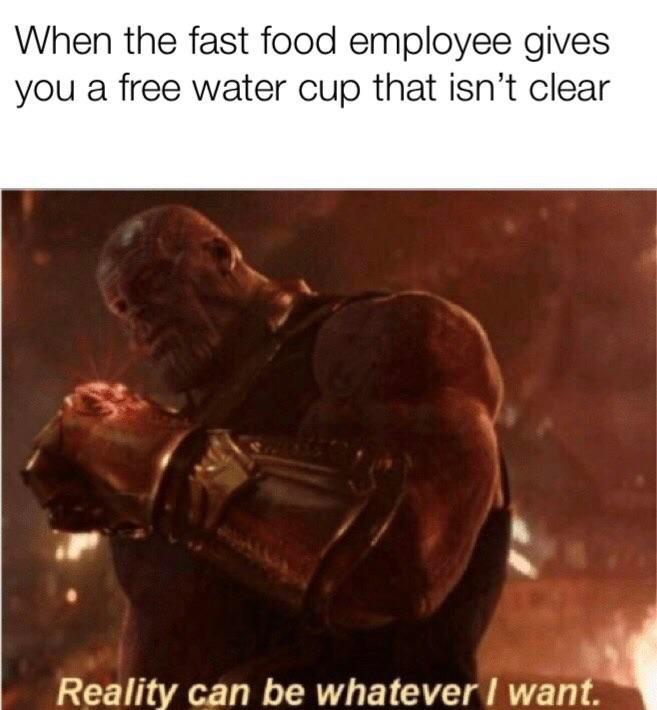 When the fast food employee gives
you a free water cup that isn’t clear
Reality can be whatever I want.